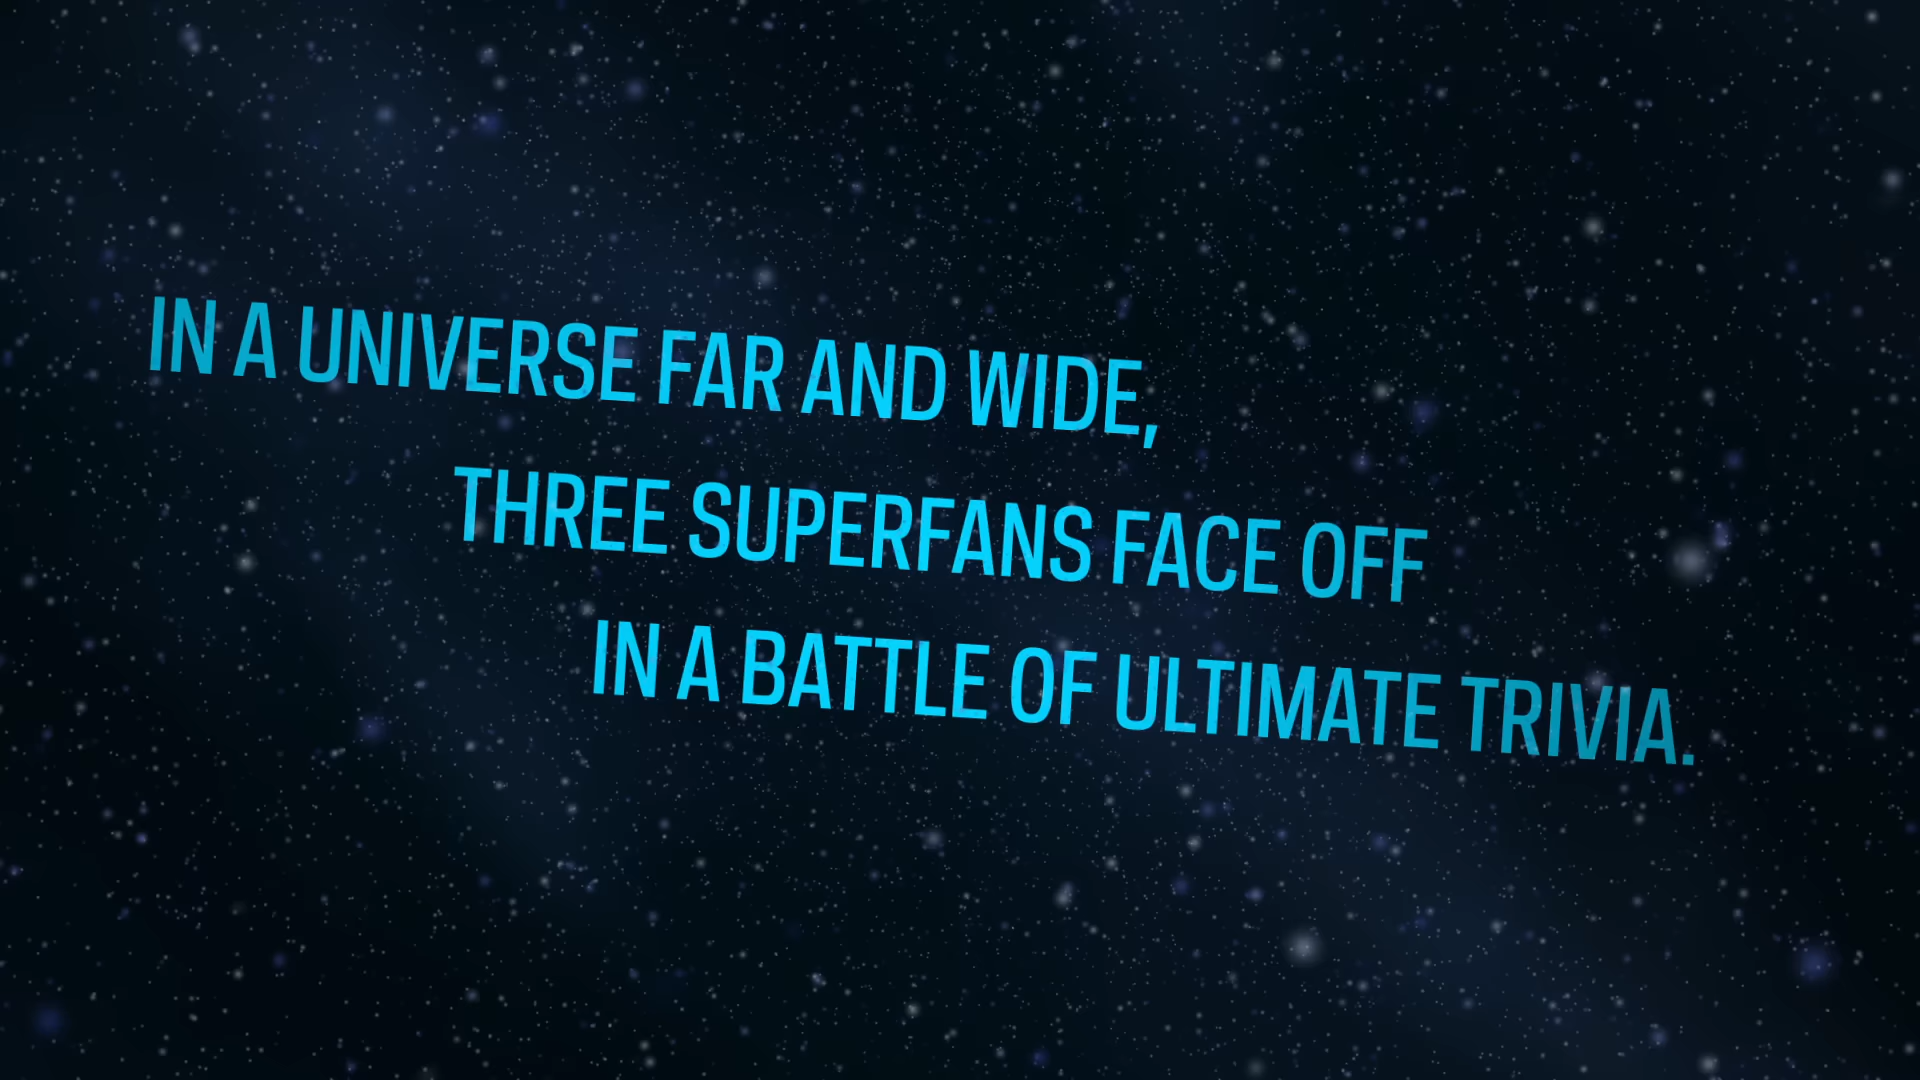 IN A UNIVERSE FAR AND WIDE,
THREE SUPERFANS FACE OFF
IN A BATTLE OF ULTIMATE TRIVIA.